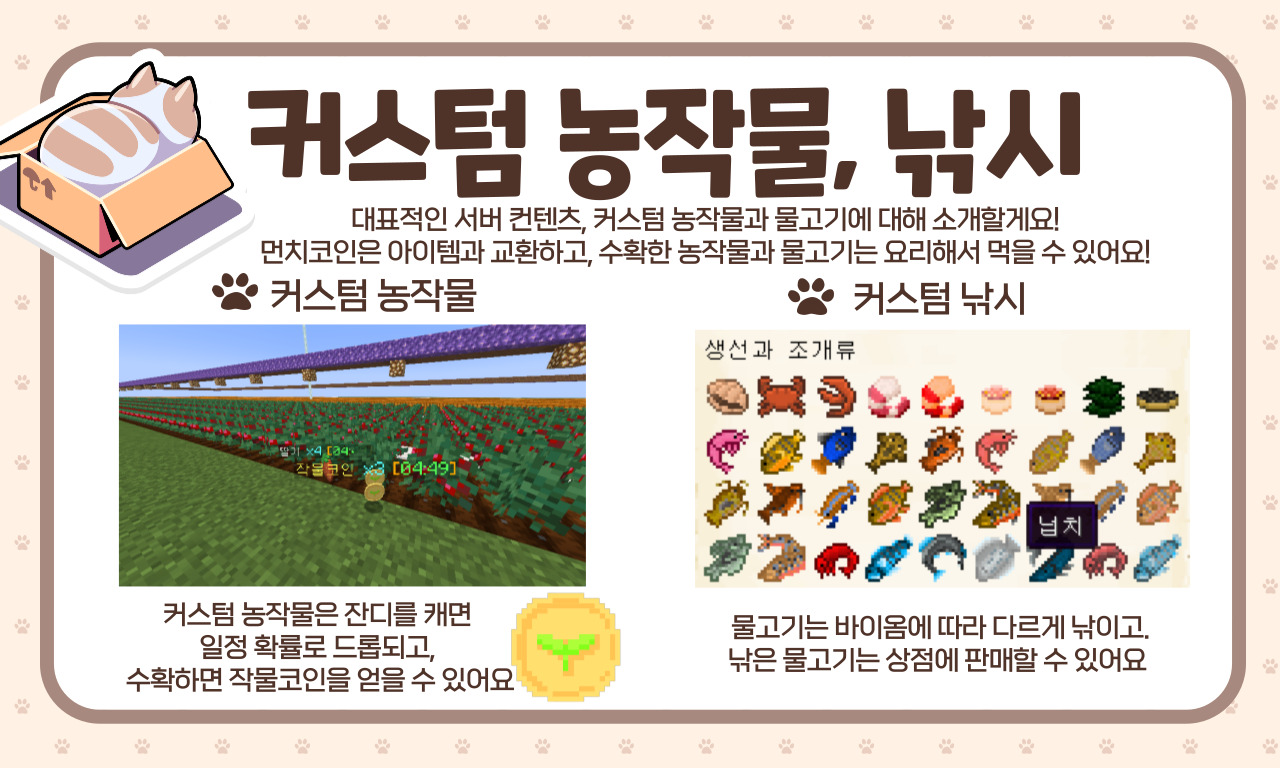 커스텀 농작물, 낚시
대표적인 서버 컨텐츠, 커스텀 농작물과 물고기에 대해 소개할게요!
먼치코인은 아이템과 교환하고, 수확한 농작물과 물고기는 요리해서 먹을 수 있어요!
커스텀 농작물
커스텀 낚시
딸기 x4 [04:
작물코인 x3 [04:49]
생선과 조개류
넙치
커스텀 농작물은 잔디를 캐면
일정 확률로 드롭되고,
수확하면 작물코인을 얻을 수 있어요
물고기는 바이옴에 따라 다르게 낚이고.
낚은 물고기는 상점에 판매할 수 있어요